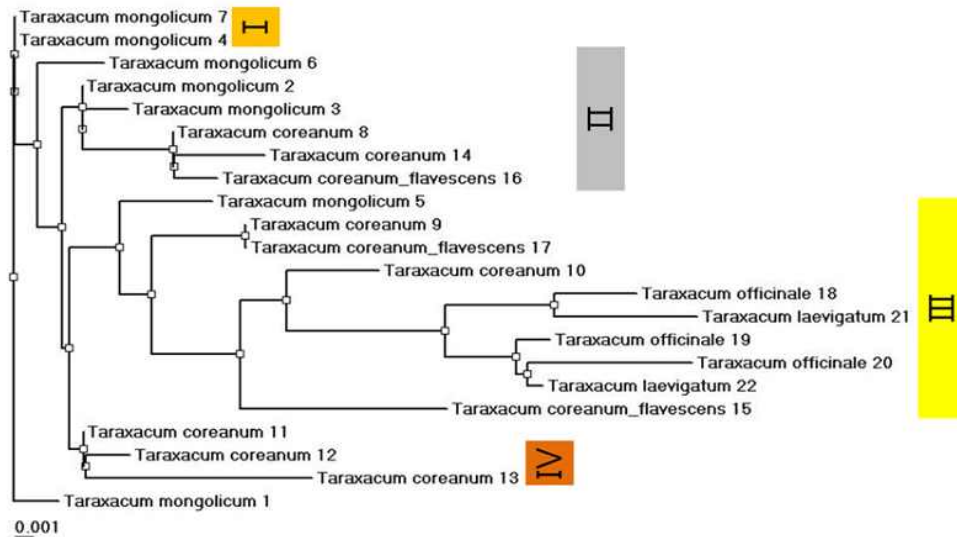 Taraxacum mongolicum 7
I
Taraxacum mongolicum 4
Taraxacum mongolicum 6
Taraxacum mongolicum 2
Taraxacum mongolicum 3
II
Taraxacum coreanum 8
Taraxacum coreanum 14
Taraxacum coreanum_flavescens 16
Taraxacum mongolicum 5
Taraxacum coreanum 9
Taraxacum coreanum_flavescens 17
Taraxacum coreanum 10
Taraxacum officinale 18
III
Taraxacum laevigatum 21
Taraxacum officinale 19
Taraxacum officinale 20
Taraxacum laevigatum 22
Taraxacum coreanum_flavescens 15
Taraxacum coreanum 11
Taraxacum coreanum 12
IV
Taraxacum coreanum 13
Taraxacum mongolicum 1
0.001